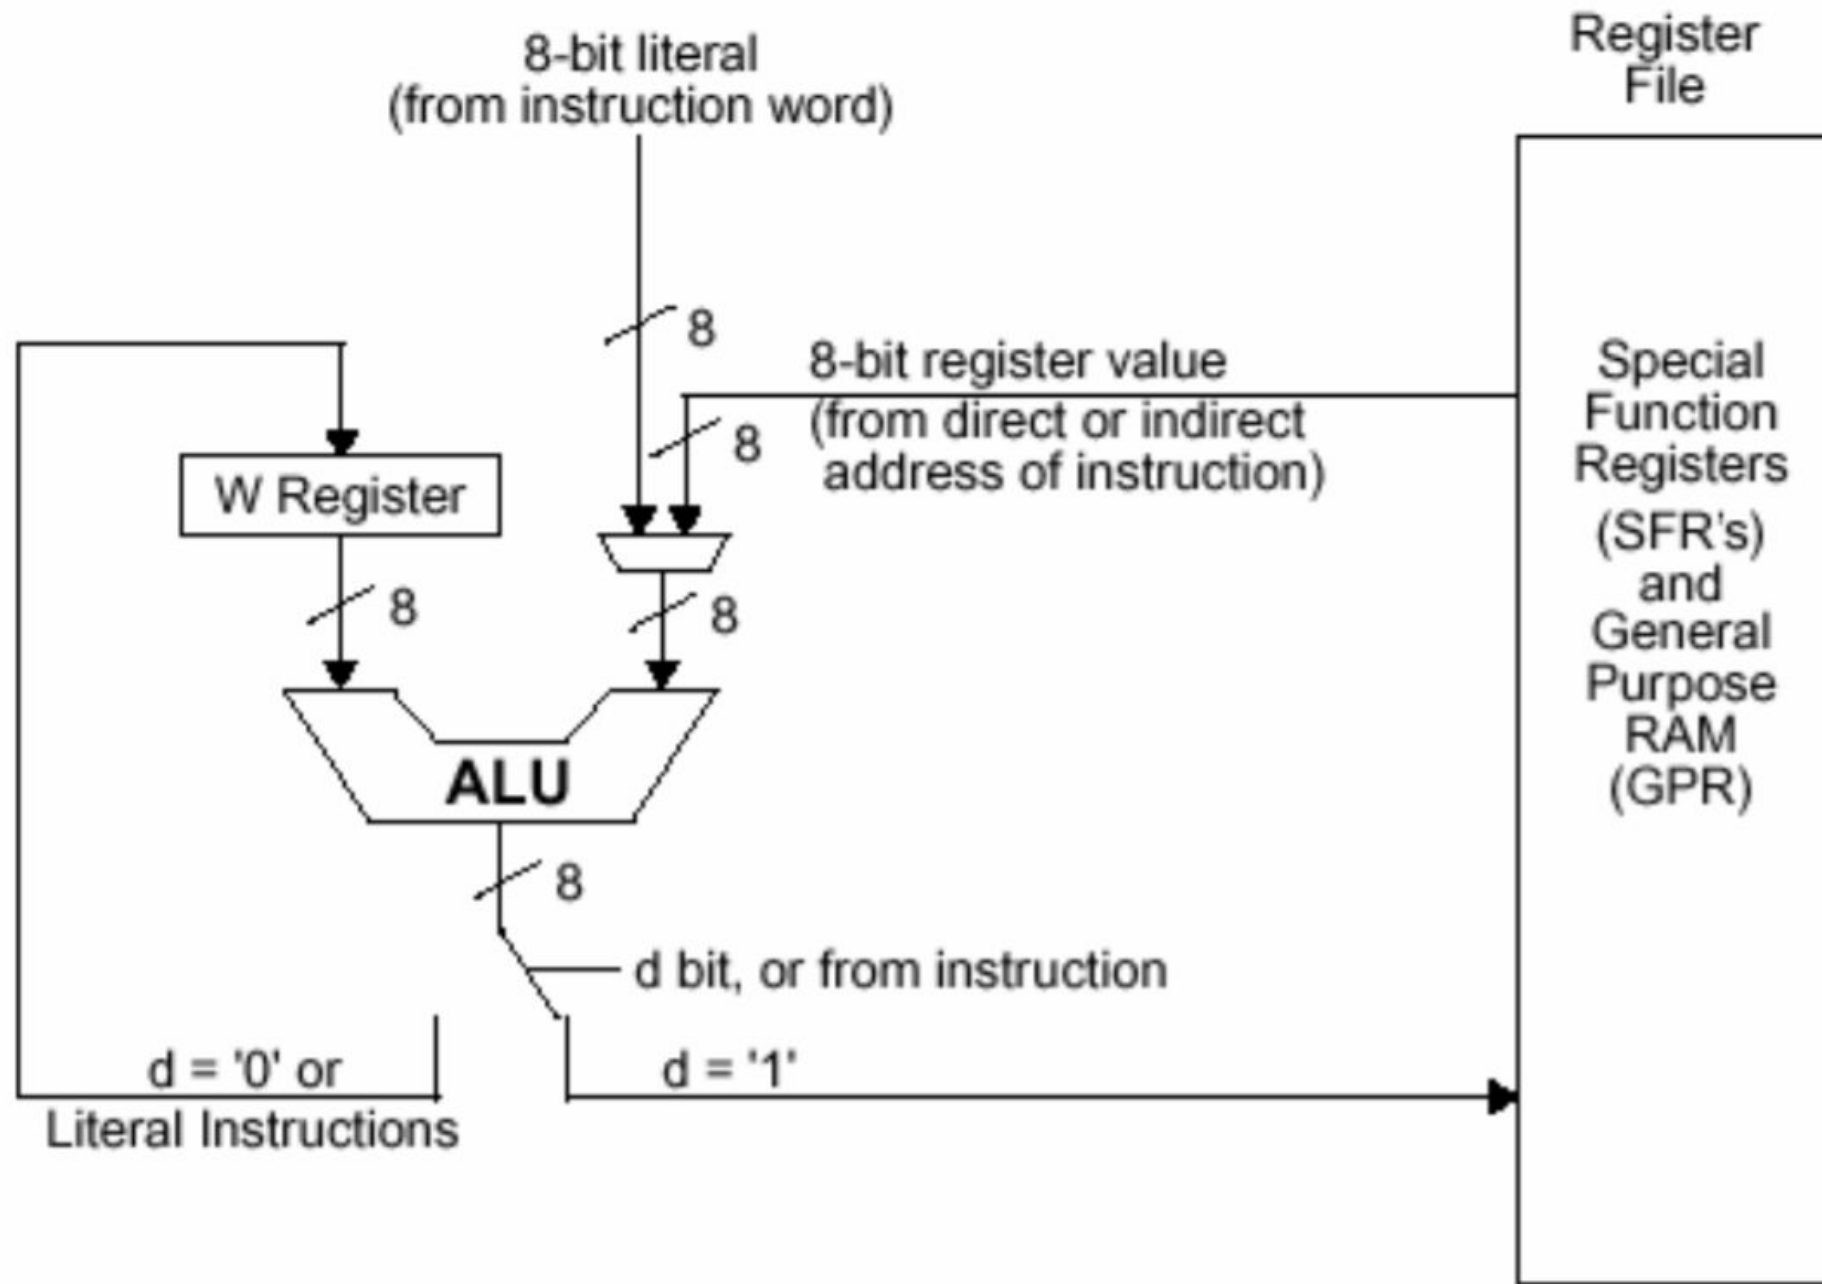 Register
File
8-bit literal
(from instruction word)
8
8-bit register value
(from direct or indirect
address of instruction)
8
W Register
8
8
ALU
8
d bit, or from instruction
d = '0' or
Literal Instructions
d = '1'
Special
Function
Registers
(SFR's)
and
General
Purpose
RAM
(GPR)